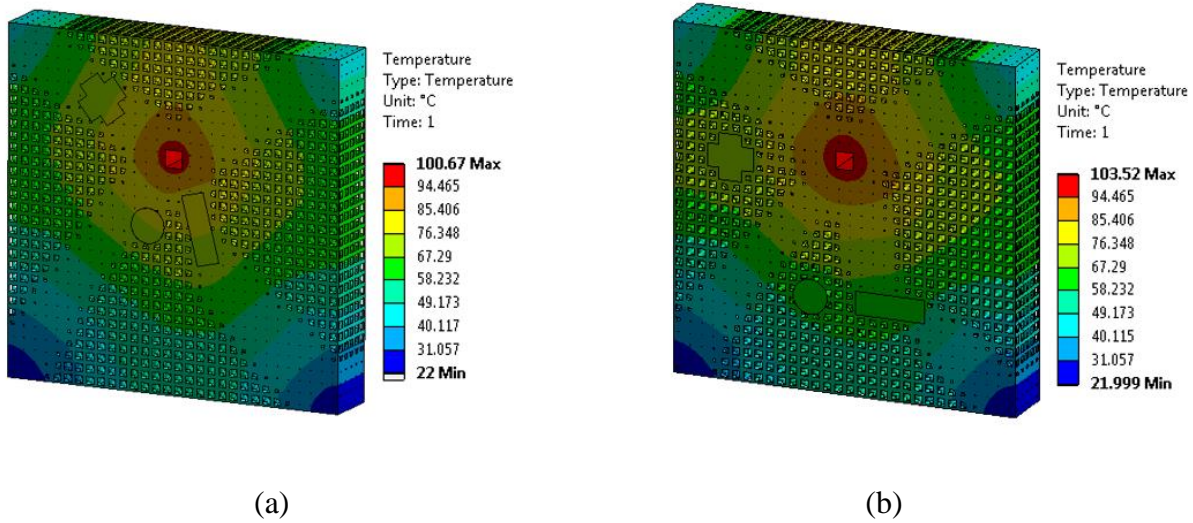 Temperature
Type: Temperature
Unit: °C
Time: 1
100.67 Max
94.465
85.406
76.348
67.29
58.232
49.173
40.117
31.057
22 Min
Temperature
Type: Temperature
Unit: °C
Time: 1
103.52 Max
94.465
85.406
76.348
67.29
58.232
49.173
40.115
31.057
21.999 Min
(a)
(b)